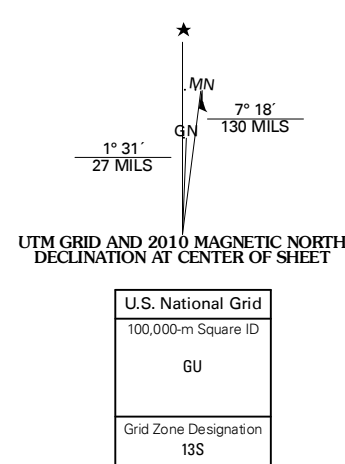 MN
7° 18´
130 MILS
GN
1° 31´
27 MILS
UTM GRID AND 2010 MAGNETIC NORTH
DECLINATION AT CENTER OF SHEET
U.S. National Grid
100,000-m Square ID
GU
Grid Zone Designation
13S